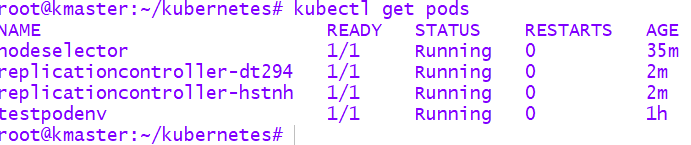 root@kmaster:~/kubernetes# kubectl get pods
NAME READY STATUS RESTARTS AGE
nodeselector 1/1 Running 0 35m
replicationcontroller-dt294 1/1 Running 0 2m
replicationcontroller-hstnh 1/1 Running 0 2m
testpodenv 1/1 Running 0 1h
root@kmaster:~/kubernetes#